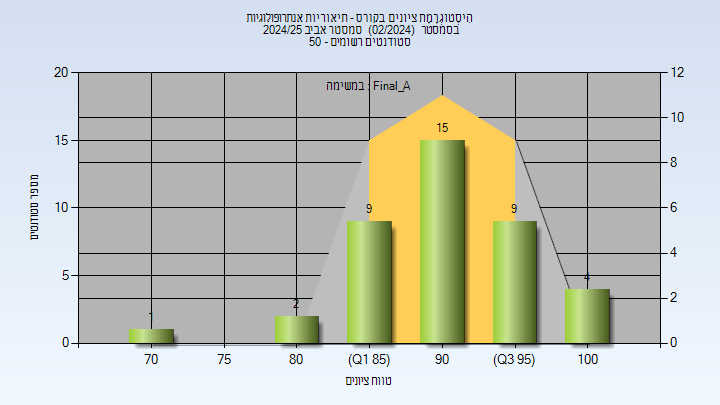 היסטוגרמת ציונים בקורס - תיאוריות אנתרופולוגיות
בסמסטר (02/2024) סמסטר אביב 2024/25
סטודנטים רשומים - 50
במשימה : Final_A
20
15
10
5
0
12
10
8
6
4
2
0
1
2
9
15
9
4
70
75
80
(Q1 85)
90
(Q3 95)
100
מספר סטודנטים
טווח ציונים